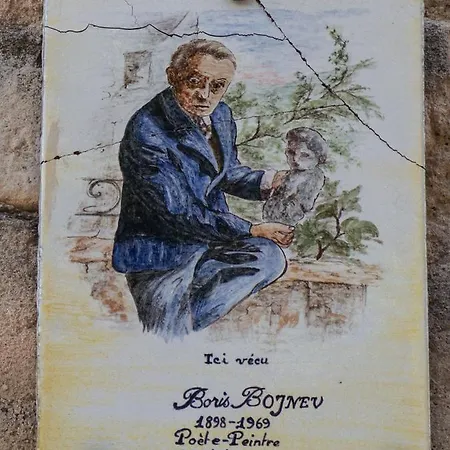 Ici vécu
Boris BOJNEV
1898-1969
Poète-Peintre